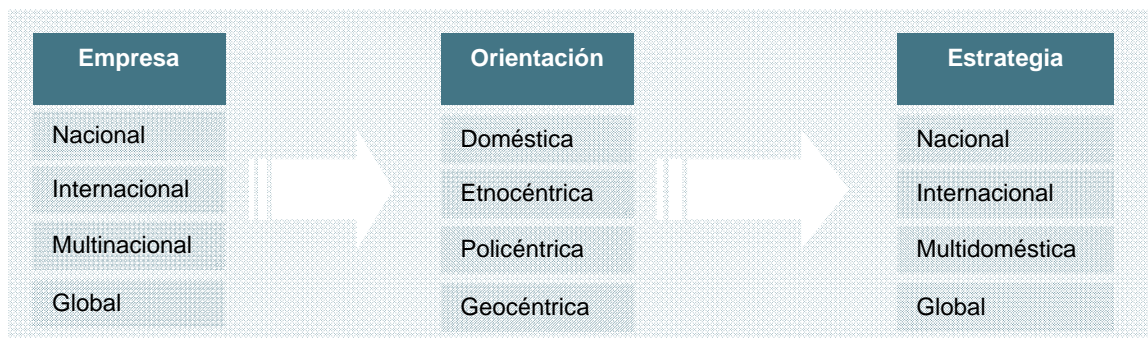 Empresa
Nacional
Internacional
Multinacional
Global
Orientación
Doméstica
Etnocéntrica
Policéntrica
Geocéntrica
Estrategia
Nacional
Internacional
Multidoméstica
Global